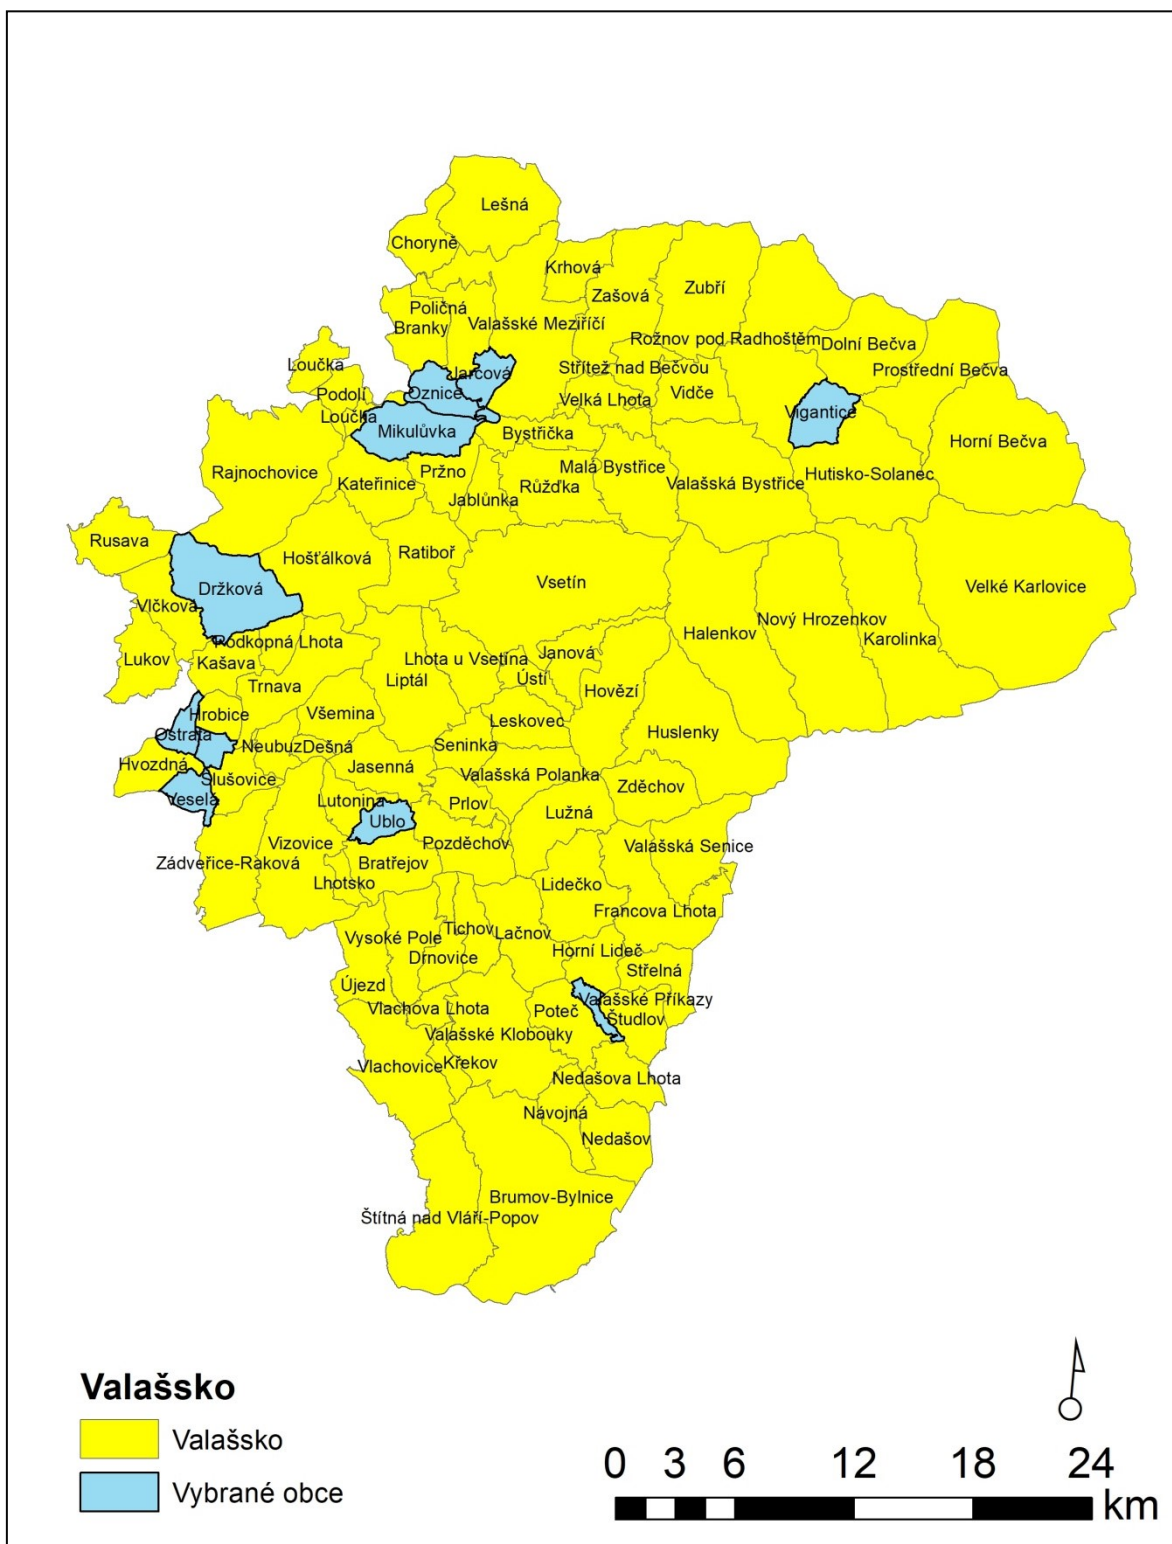 Lešná
Choryně
Krhová
Zašová
Zubří
Poličná
Branky
Valašské Meziříčí
Rožnov pod Radhoštěm
Dolní Bečva
Loučka
Jarcová
Střítež nad Bečvou
Prostřední Bečva
Podolí
Oznice
Velká Lhota
Vidče
Vigantice
Loučka
Mikulůvka
Bystřička
Horní Bečva
Rajnochovice
Kateřinice
Pržno
Jablůnka
Růžďka
Malá Bystřice
Valašská Bystřice
Hutisko-Solanec
Rusava
Hošťálková
Ratiboř
Vsetín
Velké Karlovice
Držková
Vlčková
Nový Hrozenkov
Halenkov
Karolinka
Podkopná Lhota
Lukov
Kašava
Lhota u Vsetína
Janová
Ústí
Trnava
Liptál
Hovězí
Hrobice
Všemina
Leskovec
Huslenky
Ostrata
Neubuz
Dešná
Seninka
Hvozdná
Slušovice
Jasenná
Valašská Polanka
Zděchov
Veselá
Lutonina
Prlov
Lužná
Ublo
Vizovice
Pozděchov
Valašská Senice
Zádveřice-Raková
Bratřejov
Lhotsko
Lidečko
Francova Lhota
Vysoké Pole
Tichov
Lačnov
Drnovice
Horní Lideč
Střelná
Újezd
Valašské Příkazy
Vlachova Lhota
Poteč
Študlov
Valašské Klobouky
Vlachovice
Křekov
Nedašova Lhota
Návojná
Nedašov
Brumov-Bylnice
Štítná nad Vláří-Popov
Valašsko
Valašsko
Vybrané obce
0 3 6 12 18 24
km